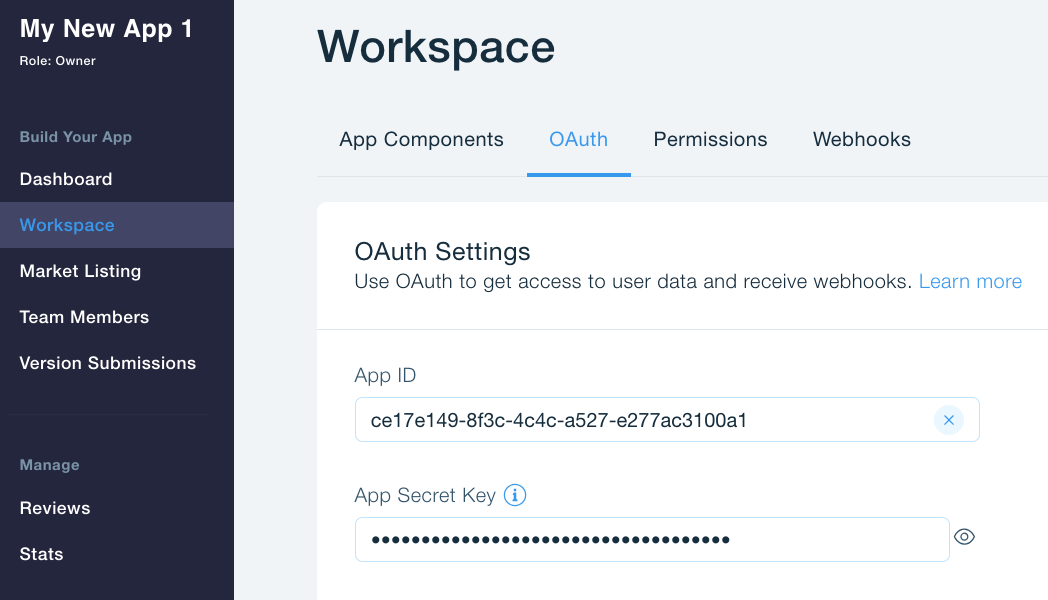 My New App 1
Role: Owner
Build Your App
Dashboard
Workspace
Market Listing
Team Members
Version Submissions
Manage
Reviews
Stats
Workspace
App Components OAuth Permissions Webhooks
OAuth Settings
Use OAuth to get access to user data and receive webhooks. Learn more
App ID
ce17e149-8f3c-4c4c-a527-e277ac3100a1
App Secret Key
••••••••••••••••••••••••••••••••••••